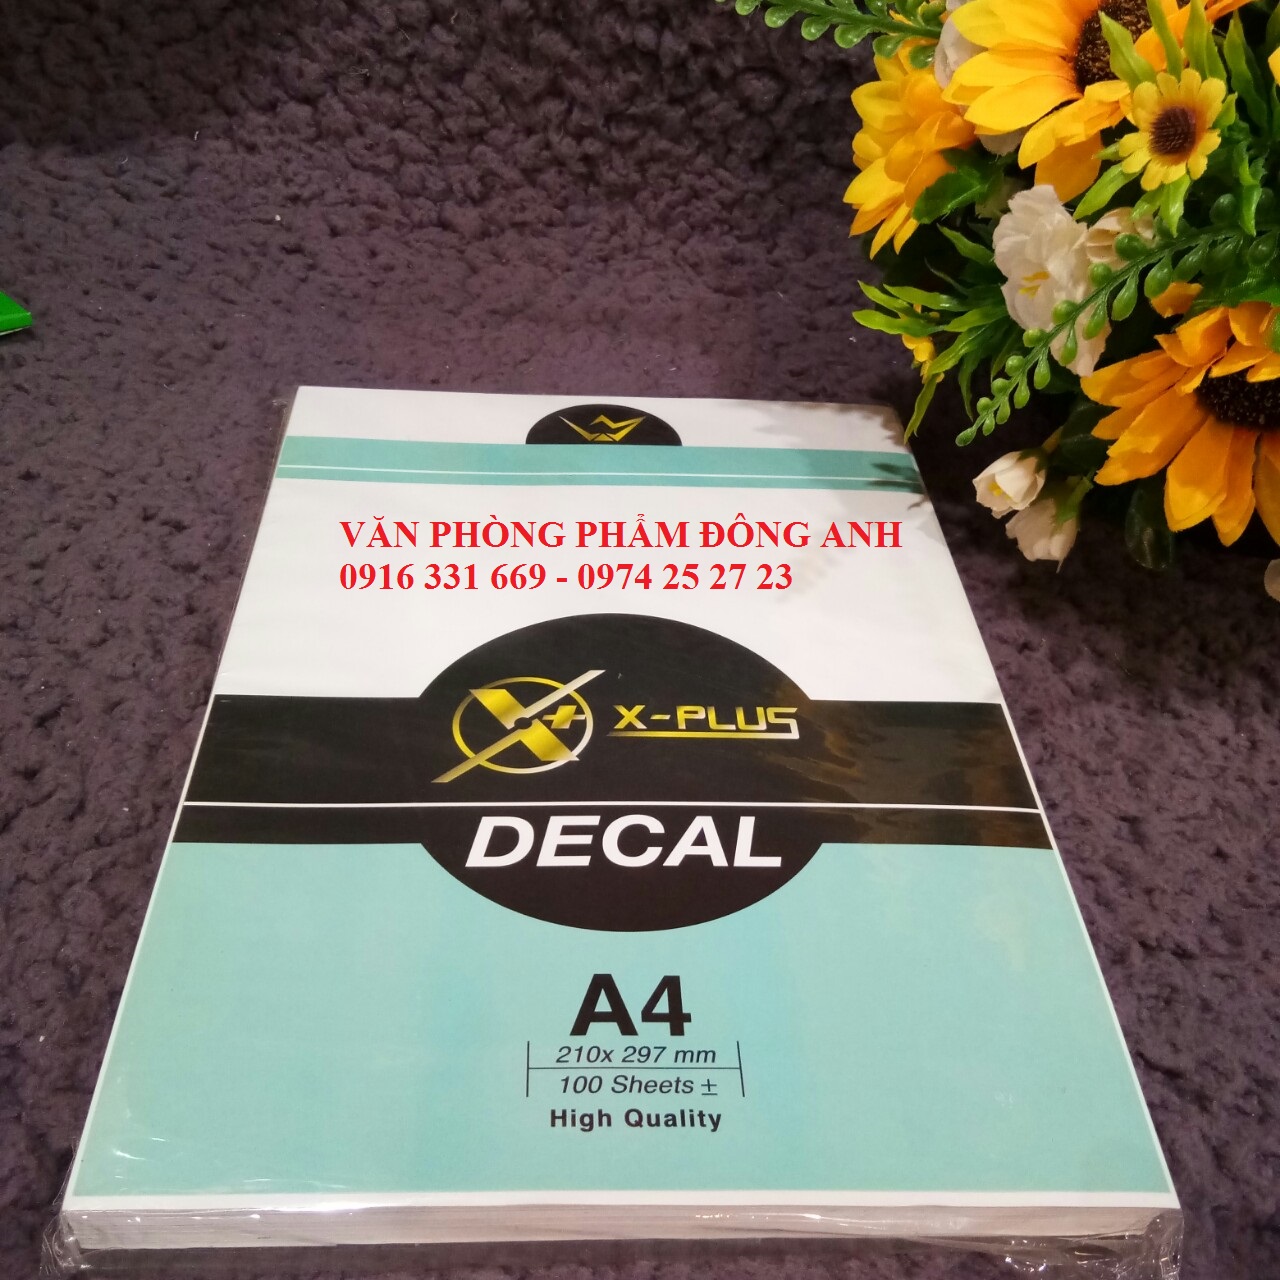 VĂN PHÒNG PHẨM ĐÔNG ANH
0916 331 669 - 0974 25 27 23
X+ X-PLUS
DECAL
A4
210x 297 mm
100 Sheets ±
High Quality